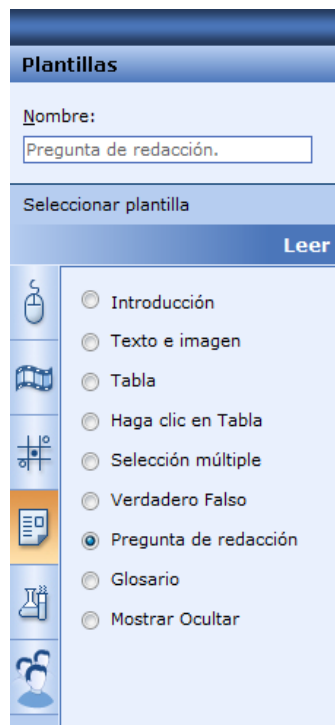 Plantillas
Nombre:
Pregunta de redacción.
Seleccionar plantilla
Leer
Introducción
Texto e imagen
Tabla
Haga clic en Tabla
Selección múltiple
Verdadero Falso
Pregunta de redacción
Glosario
Mostrar Ocultar